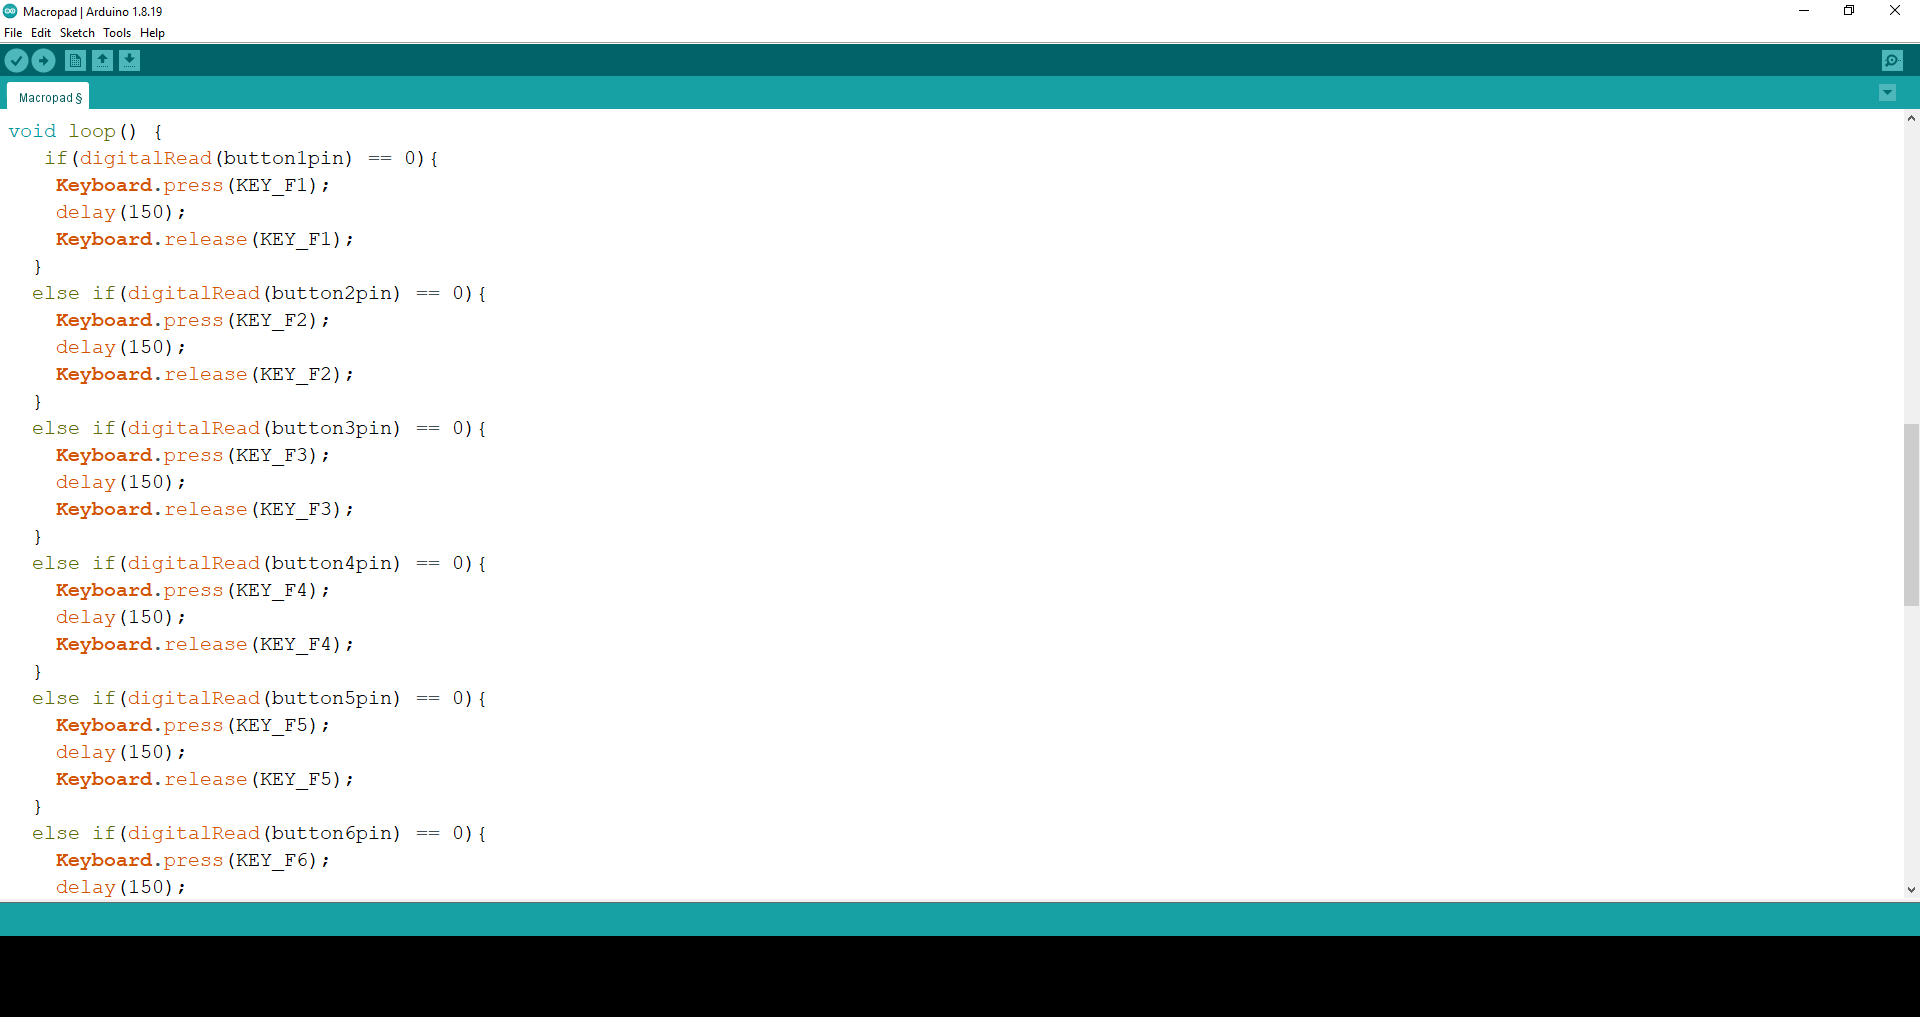 Macropad | Arduino 1.8.19
File Edit Sketch Tools Help
Macropad §
void loop() {
   if(digitalRead(button1pin) == 0){
    Keyboard.press(KEY_F1);
    delay(150);
    Keyboard.release(KEY_F1);
  }
  else if(digitalRead(button2pin) == 0){
    Keyboard.press(KEY_F2);
    delay(150);
    Keyboard.release(KEY_F2);
  }
  else if(digitalRead(button3pin) == 0){
    Keyboard.press(KEY_F3);
    delay(150);
    Keyboard.release(KEY_F3);
  }
  else if(digitalRead(button4pin) == 0){
    Keyboard.press(KEY_F4);
    delay(150);
    Keyboard.release(KEY_F4);
  }
  else if(digitalRead(button5pin) == 0){
    Keyboard.press(KEY_F5);
    delay(150);
    Keyboard.release(KEY_F5);
  }
  else if(digitalRead(button6pin) == 0){
    Keyboard.press(KEY_F6);
    delay(150);